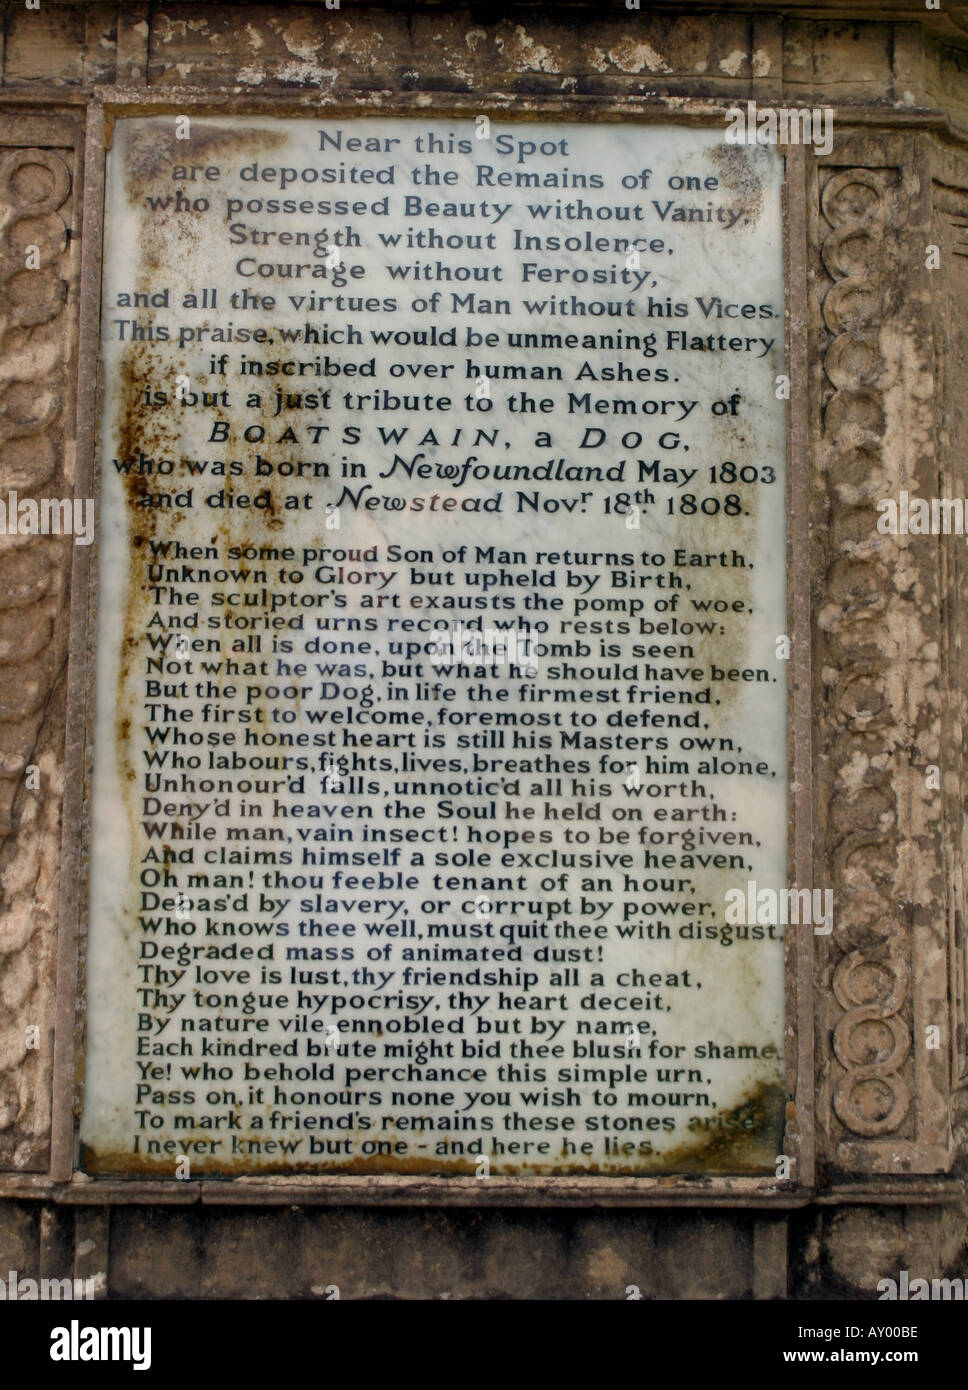 Near this Spot
are deposited the Remains of one
who possessed Beauty without Vanity,
Strength without Insolence,
Courage without Ferosity,
and all the virtues of Man without his Vices.
This praise, which would be unmeaning Flattery
if inscribed over human Ashes.
is but a just tribute to the Memory of
BOATSWAIN, a DOG,
who was born in Newfoundland May 1803
and died at Newstead Novr. 18th. 1808.
When some proud Son of Man returns to Earth,
Unknown to Glory but upheld by Birth,
The sculptor's art exausts the pomp of woe,
And storied urns record who rests below:
When all is done, upon the Tomb is seen
Not what he was, but what he should have been.
But the poor Dog, in life the firmest friend,
The first to welcome, foremost to defend,
Whose honest heart is still his Masters own,
Who labours, fights, lives, breathes for him alone,
Unhonour'd falls, unnotic'd all his worth,
Deny'd in heaven the Soul he held on earth:
While man, vain insect! hopes to be forgiven,
And claims himself a sole exclusive heaven,
Oh man! thou feeble tenant of an hour,
Debas'd by slavery, or corrupt by power,
Who knows thee well, must quit thee with disgust,
Degraded mass of animated dust!
Thy love is lust, thy friendship all a cheat,
Thy tongue hypocrisy, thy heart deceit,
By nature vile, ennobled but by name,
Each kindred brute might bid thee blush for shame,
Ye! who behold perchance this simple urn,
Pass on, it honours none you wish to mourn,
To mark a friend's remains these stones arise
I never knew but one - and here he lies.
alamy
Image ID: AY00BE
www.alamy.com